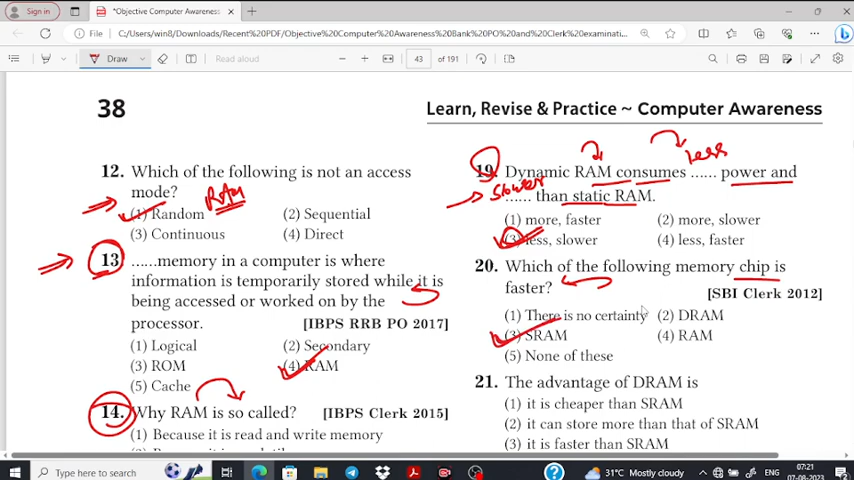 Sign in
*Objective Computer Awareness
File
C:/Users/win8/Downloads/Recent%20PDF/Objective%20Computer%20Awareness%20Bank%20PO%20and%20Clerk%20examinati...
Draw
Read aloud
43
of 191
38
Learn, Revise & Practice ~ Computer Awareness
12. Which of the following is not an access
mode?
RAM
(1) Random
(2) Sequential
(3) Continuous
(4) Direct
13. ......memory in a computer is where
information is temporarily stored while it is
being accessed or worked on by the
processor.
[IBPS RRB PO 2017]
(1) Logical
(2) Secondary
(3) ROM
(4) RAM
(5) Cache
14. Why RAM is so called?
[IBPS Clerk 2015]
(1) Because it is read and write memory
less
19. Dynamic RAM consumes ...... power and
slower
...... than static RAM.
(1) more, faster
(2) more, slower
(3) less, slower
(4) less, faster
20. Which of the following memory chip is
faster?
[SBI Clerk 2012]
(1) There is no certainty
(2) DRAM
(3) SRAM
(4) RAM
(5) None of these
21. The advantage of DRAM is
(1) it is cheaper than SRAM
(2) it can store more than that of SRAM
(3) it is faster than SRAM
Type here to search
31°C Mostly cloudy
ENG
07:21
07-08-2023